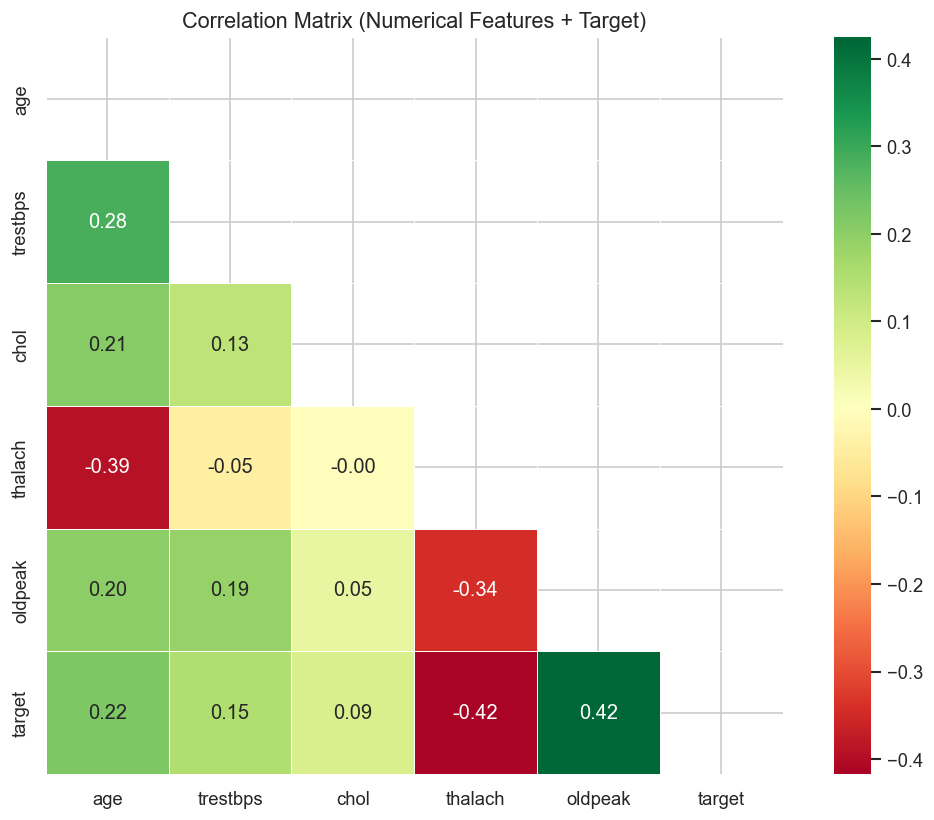 Correlation Matrix (Numerical Features + Target)
age
trestbps
0.28
chol
0.21 0.13
thalach
-0.39 -0.05 -0.00
oldpeak
0.20 0.19 0.05 -0.34
target
0.22 0.15 0.09 -0.42 0.42
age trestbps chol thalach oldpeak target
0.4
0.3
0.2
0.1
0.0
−0.1
−0.2
−0.3
−0.4